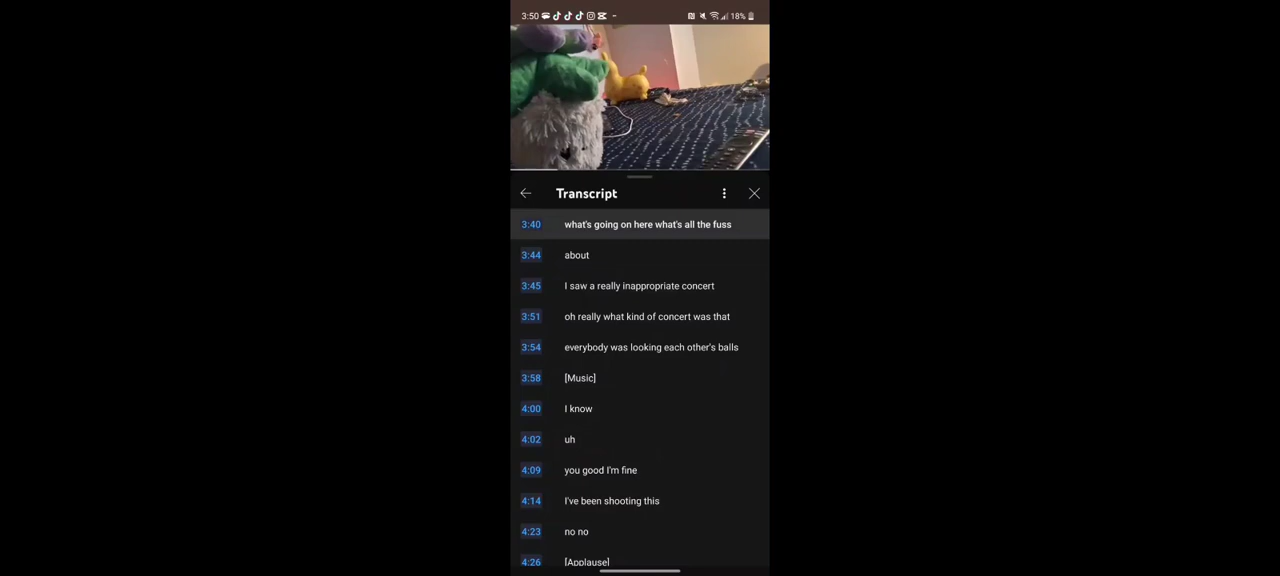 3:50
18%
Transcript
3:40 what's going on here what's all the fuss
3:44 about
3:45 I saw a really inappropriate concert
3:51 oh really what kind of concert was that
3:54 everybody was looking each other's balls
3:58 [Music]
4:00 I know
4:02 uh
4:09 you good I'm fine
4:14 I've been shooting this
4:23 no no
4:26 [Applause]